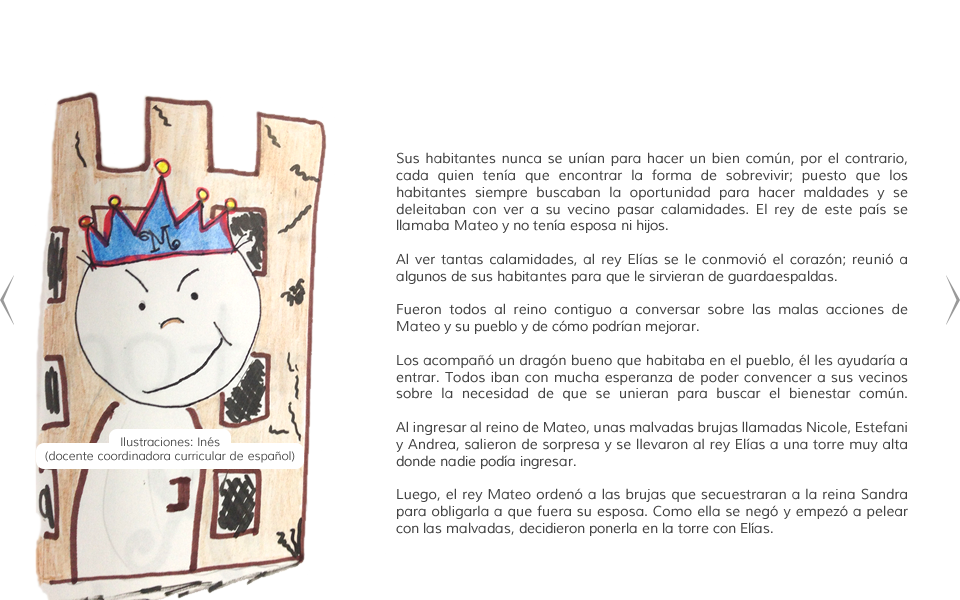 Sus habitantes nunca se unían para hacer un bien común, por el contrario,
cada quien tenía que encontrar la forma de sobrevivir; puesto que los
habitantes siempre buscaban la oportunidad para hacer maldades y se
deleitaban con ver a su vecino pasar calamidades. El rey de este país se
llamaba Mateo y no tenía esposa ni hijos.
Al ver tantas calamidades, al rey Elías se le conmovió el corazón; reunió a
algunos de sus habitantes para que le sirvieran de guardaespaldas.
Fueron todos al reino contiguo a conversar sobre las malas acciones de
Mateo y su pueblo y de cómo podrían mejorar.
Los acompañó un dragón bueno que habitaba en el pueblo, él les ayudaría a
entrar. Todos iban con mucha esperanza de poder convencer a sus vecinos
sobre la necesidad de que se unieran para buscar el bienestar común.
Al ingresar al reino de Mateo, unas malvadas brujas llamadas Nicole, Estefani
y Andrea, salieron de sorpresa y se llevaron al rey Elías a una torre muy alta
donde nadie podía ingresar.
Luego, el rey Mateo ordenó a las brujas que secuestraran a la reina Sandra
para obligarla a que fuera su esposa. Como ella se negó y empezó a pelear
con las malvadas, decidieron ponerla en la torre con Elías.
M
Ilustraciones: Inés
(docente coordinadora curricular de español)